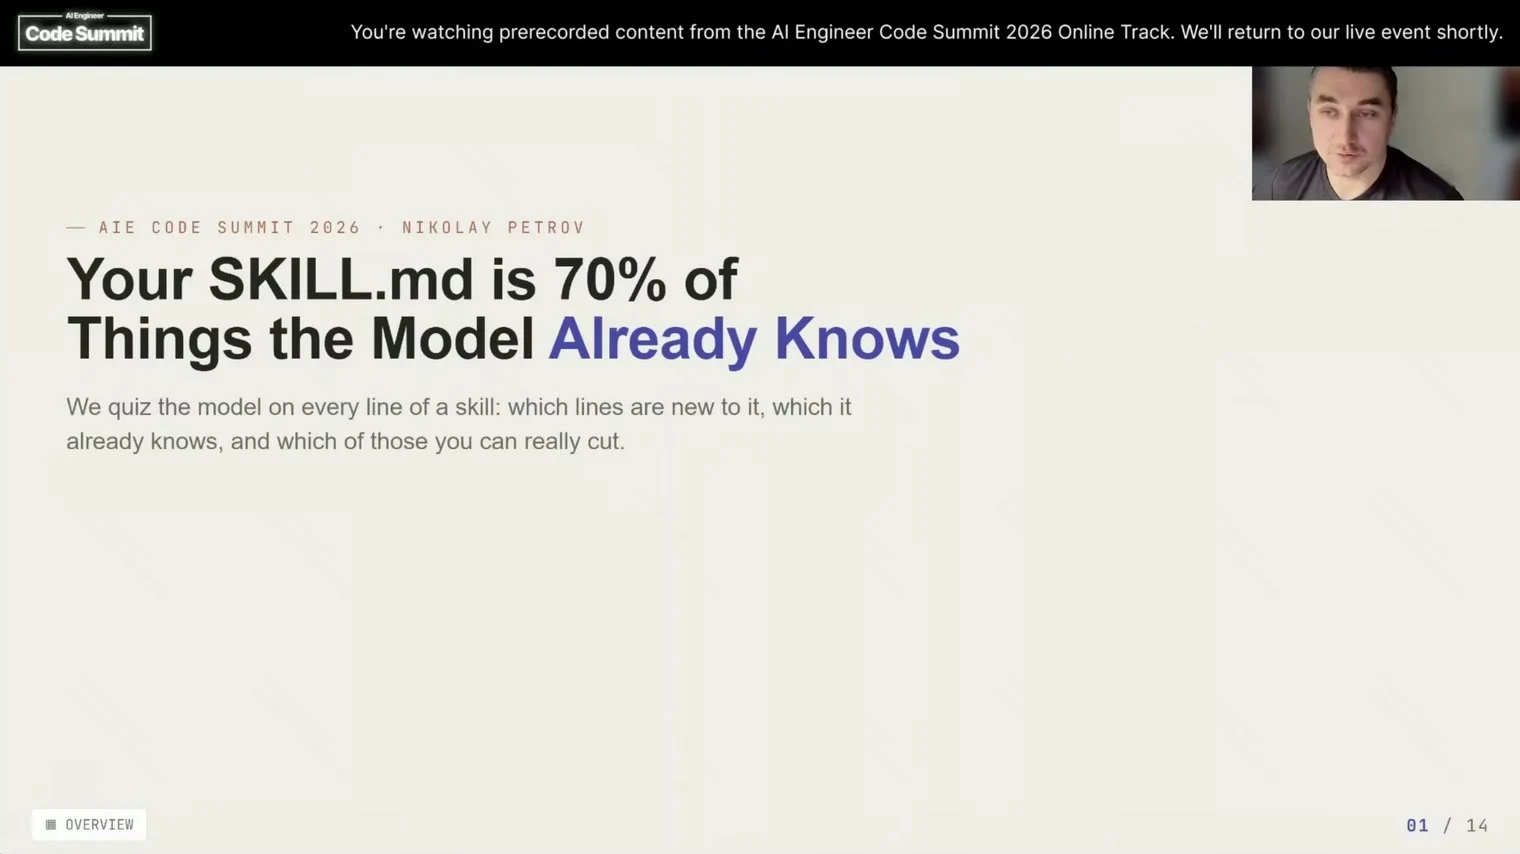 AI Engineer
Code Summit
You're watching prerecorded content from the AI Engineer Code Summit 2026 Online Track. We'll return to our live event shortly.
— AIE CODE SUMMIT 2026 · NIKOLAY PETROV
Your SKILL.md is 70% of
Things the Model Already Knows
We quiz the model on every line of a skill: which lines are new to it, which it
already knows, and which of those you can really cut.
OVERVIEW
01 / 14